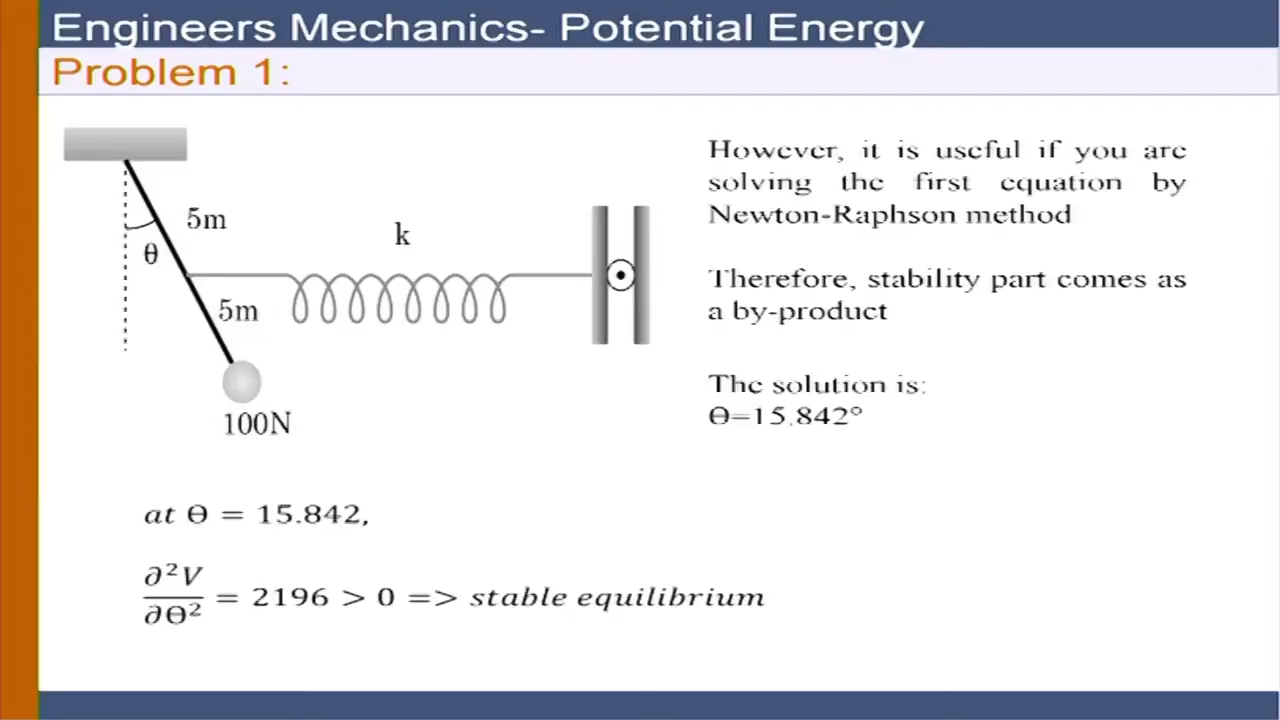 Engineers Mechanics- Potential Energy
Problem 1:
5m
θ
k
5m
100N
However, it is useful if you are
solving the first equation by
Newton-Raphson method
Therefore, stability part comes as
a by-product
The solution is:
θ=15.842°
at θ = 15.842,
∂²V
/∂θ² = 2196 > 0 => stable equilibrium